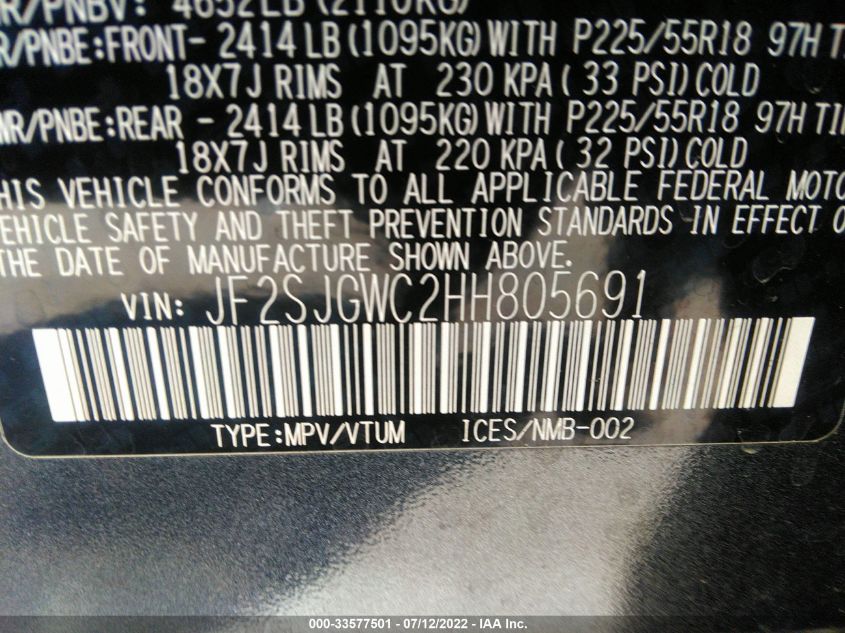 R/PNBV: 4652LB (2110KG)
R/PNBE:FRONT- 2414 LB (1095KG) WITH P225/55R18 97H
18X7J RIMS AT 230 KPA ( 33 PSI) COLD
WR/PNBE:REAR - 2414 LB (1095KG) WITH P225/55R18 97H
18X7J RIMS AT 220 KPA ( 32 PSI) COLD
HIS VEHICLE CONFORMS TO ALL APPLICABLE FEDERAL MOTO
EHICLE SAFETY AND THEFT PREVENTION STANDARDS IN EFFECT O
THE DATE OF MANUFACTURE SHOWN ABOVE.
VIN: JF2SJGWC2HH805691
TYPE:MPV/VTUM ICES/NMB-002
000-33577501 - 07/12/2022 - IAA Inc.